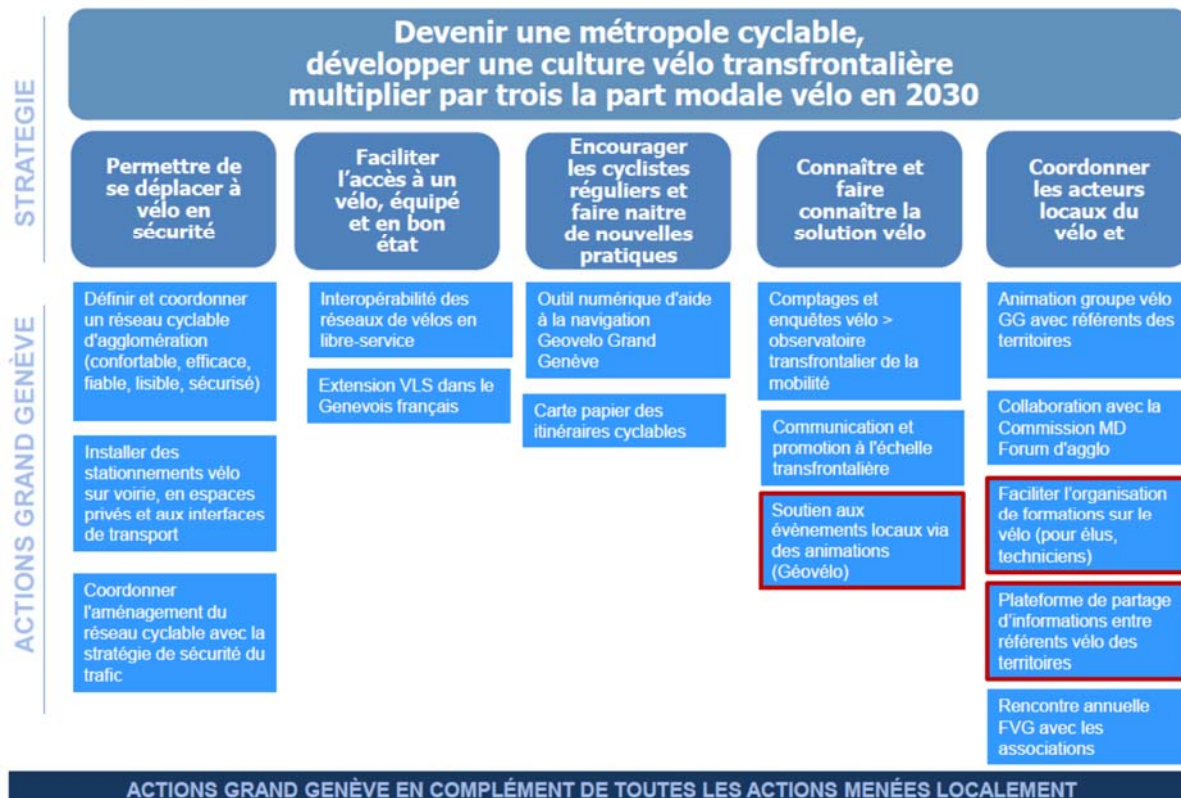 STRATEGIE
Devenir une métropole cyclable,
développer une culture vélo transfrontalière
multiplier par trois la part modale vélo en 2030
Permettre de
se déplacer à
vélo en
sécurité
Faciliter
l'accès à un
vélo, équipé
et en bon
état
Encourager
les cyclistes
réguliers et
faire naitre
de nouvelles
pratiques
Connaître et
faire
connaître la
solution vélo
Coordonner
les acteurs
locaux du
vélo et
ACTIONS GRAND GENÈVE
Définir et coordonner
un réseau cyclable
d'agglomération
(confortable, efficace,
fiable, lisible, sécurisé)
Installer des
stationnements vélo
sur voirie, en espaces
privés et aux interfaces
de transport
Coordonner
l'aménagement du
réseau cyclable avec la
stratégie de sécurité du
trafic
Interopérabilité des
réseaux de vélos en
libre-service
Extension VLS dans le
Genevois français
Outil numérique d'aide
à la navigation
Geovelo Grand
Genève
Carte papier des
itinéraires cyclables
Comptages et
enquêtes vélo >
observatoire
transfrontalier de la
mobilité
Communication et
promotion à l'échelle
transfrontalière
Soutien aux
évènements locaux via
des animations
(Géovélo)
Animation groupe vélo
GG avec référents des
territoires
Collaboration avec la
Commission MD
Forum d'agglo
Faciliter l'organisation
de formations sur le
vélo (pour élus,
techniciens)
Plateforme de partage
d'informations entre
référents vélo des
territoires
Rencontre annuelle
FVG avec les
associations
ACTIONS GRAND GENÈVE EN COMPLÉMENT DE TOUTES LES ACTIONS MENÉES LOCALEMENT